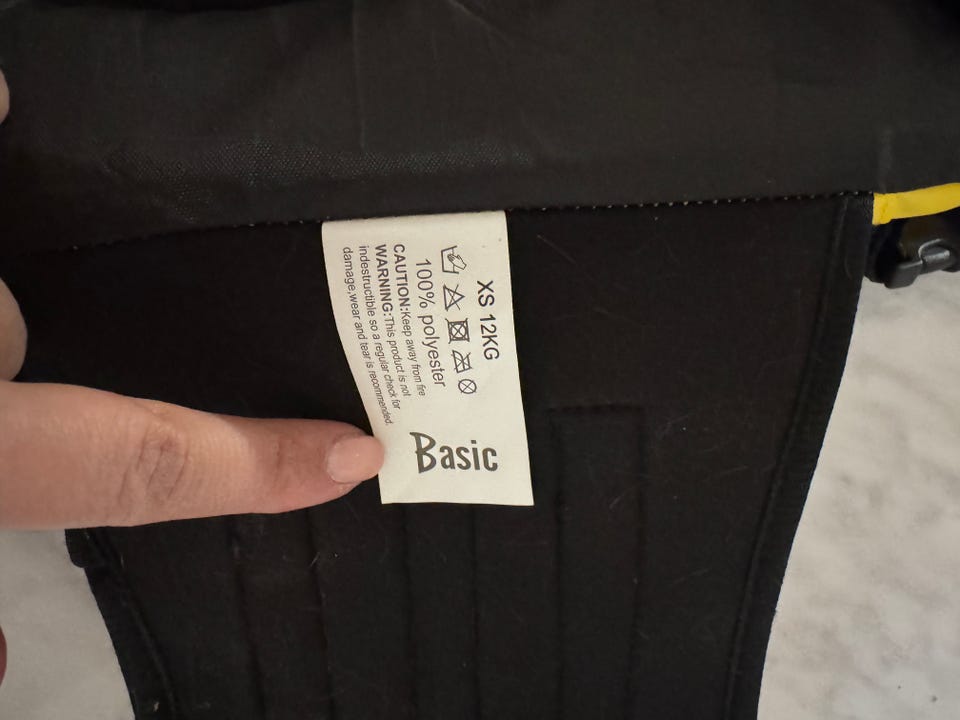 XS 12KG
100% polyester
CAUTION:Keep away from fire
WARNING:This product is not
indestructible so a regular check for
damage,wear and tear is recommended.
Basic